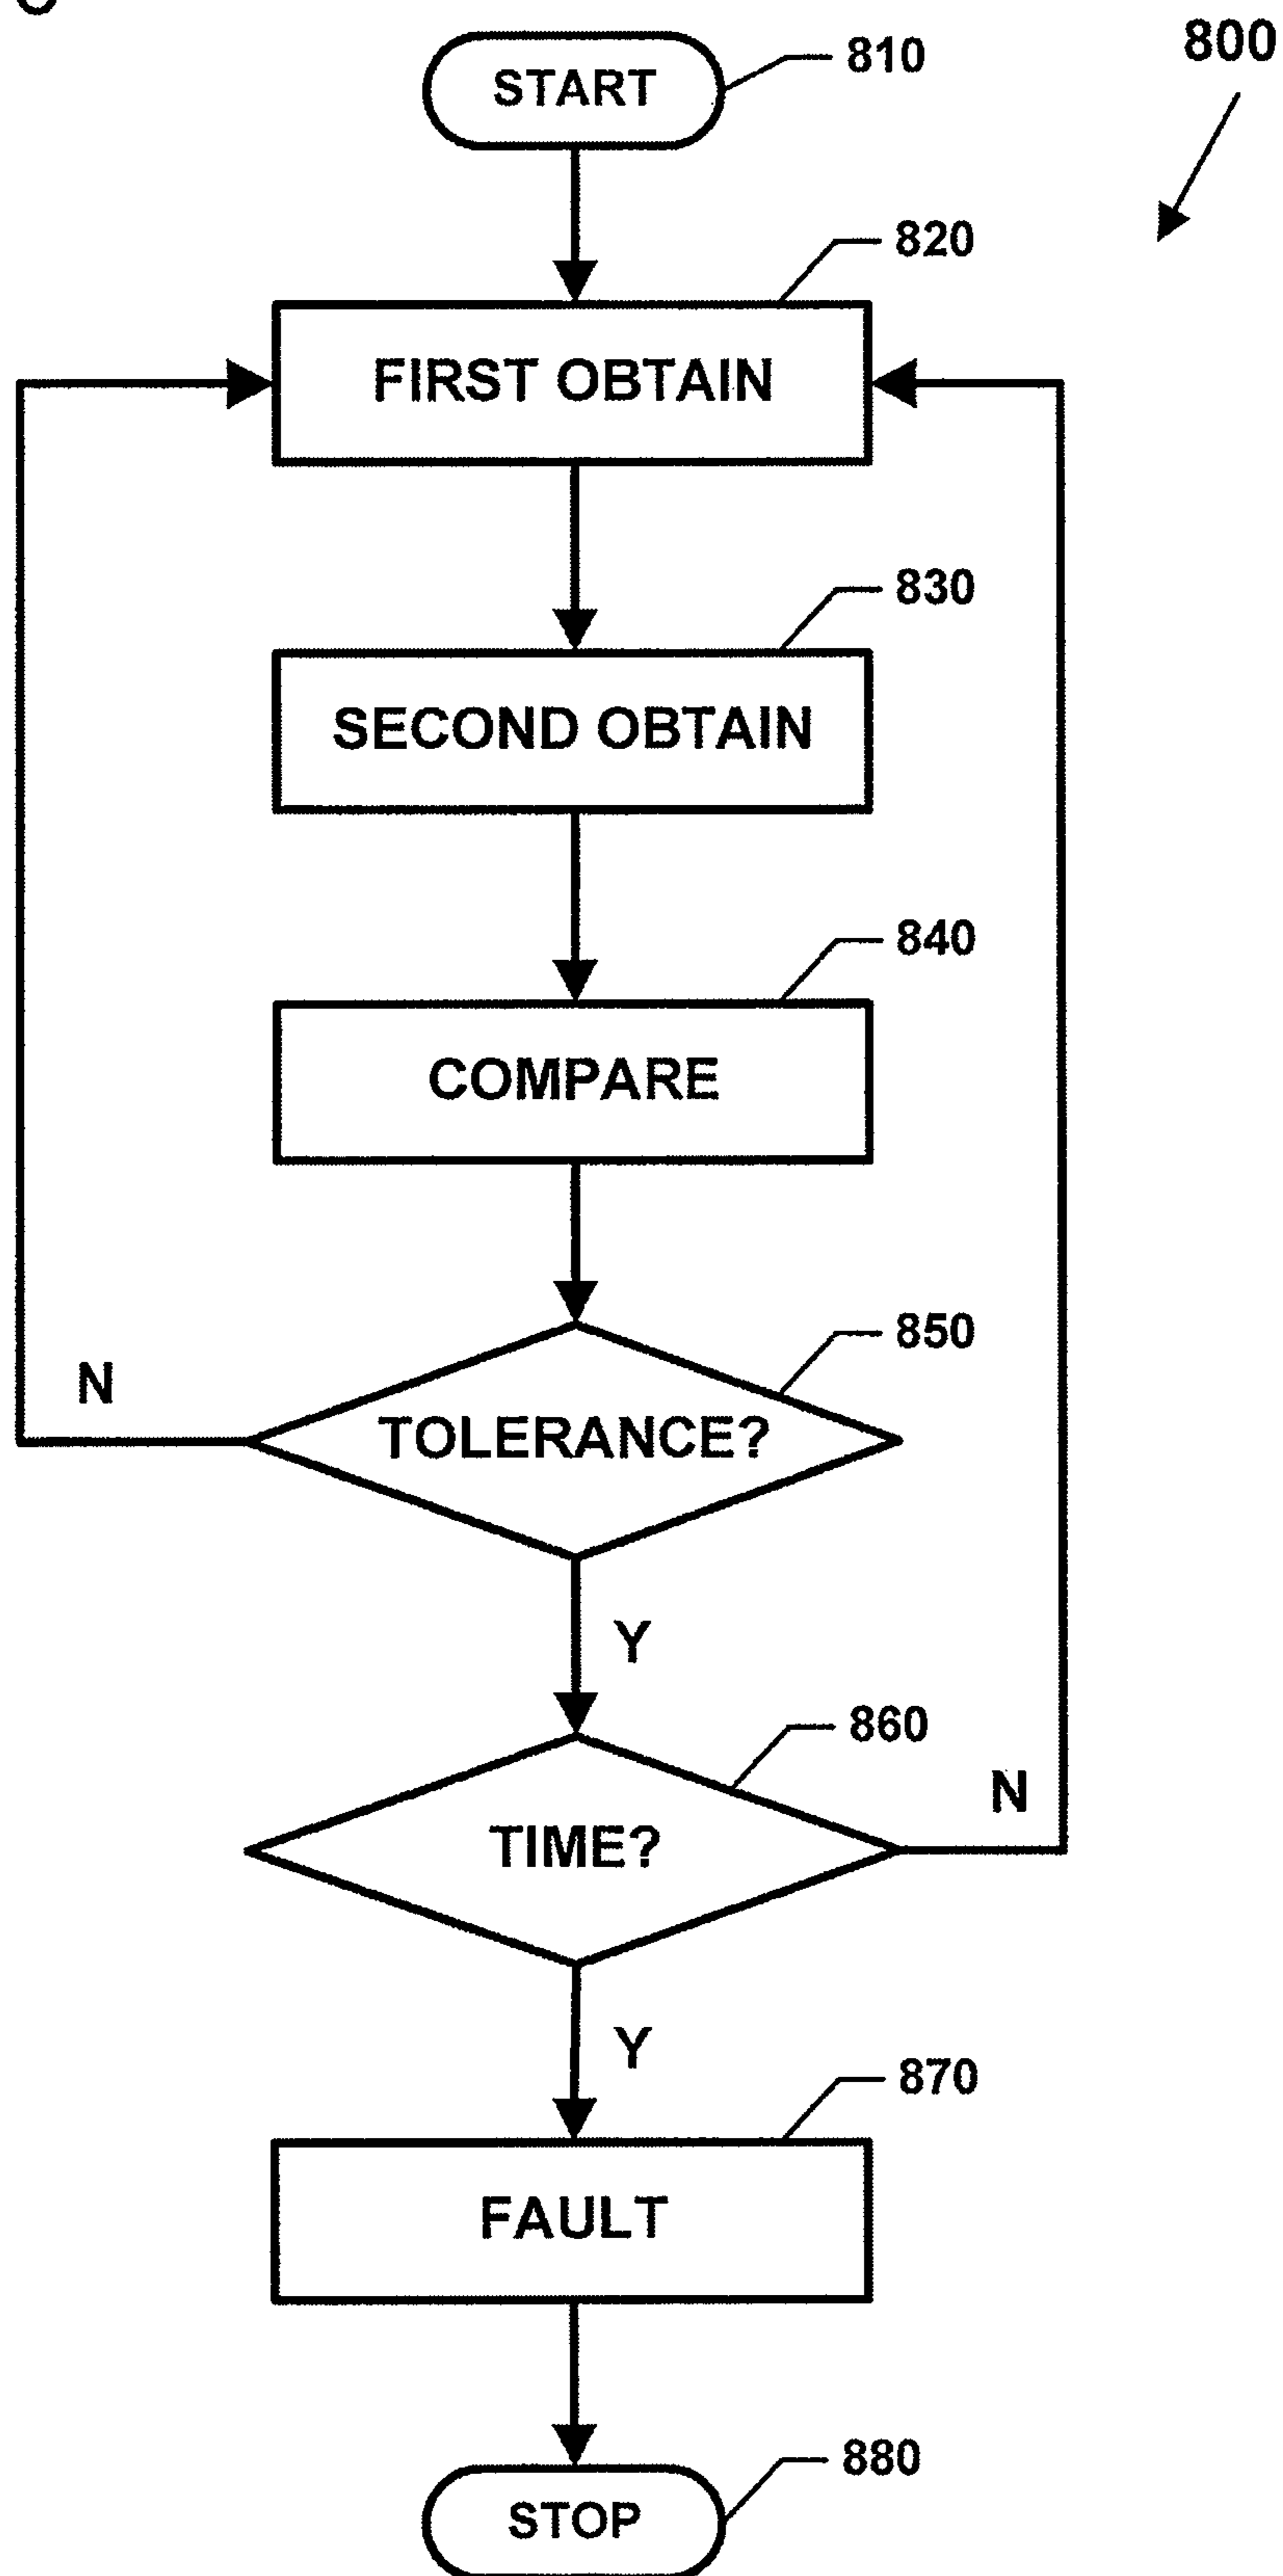 START
810
800
820
FIRST OBTAIN
830
SECOND OBTAIN
840
COMPARE
850
N
TOLERANCE?
Y
860
N
TIME?
Y
870
FAULT
880
STOP